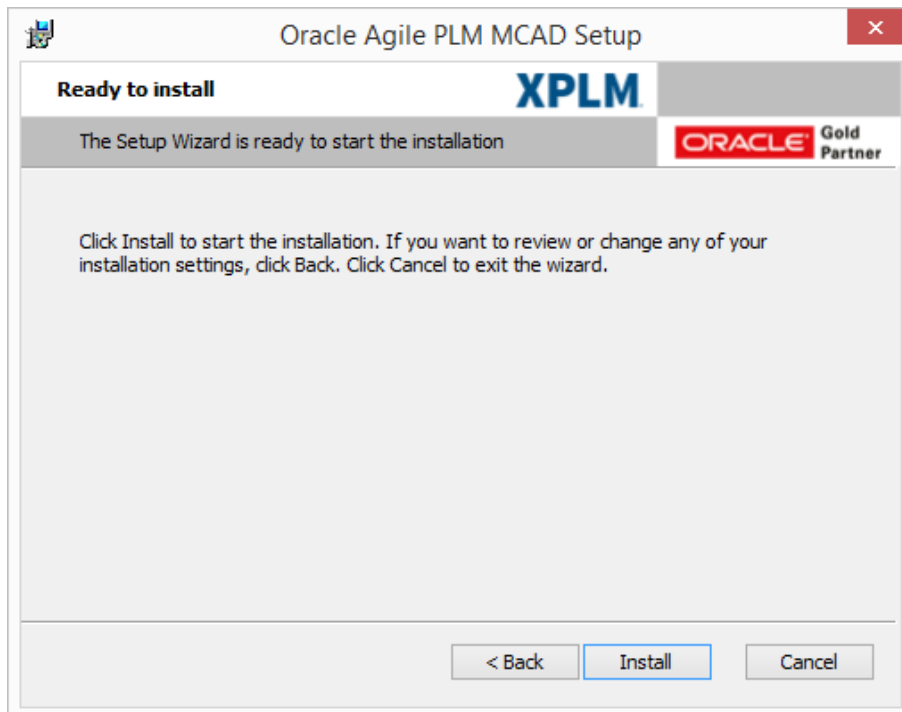 Oracle Agile PLM MCAD Setup
Ready to install
XPLM
The Setup Wizard is ready to start the installation
ORACLE Gold
Partner
Click Install to start the installation. If you want to review or change any of your
installation settings, click Back. Click Cancel to exit the wizard.
< Back Install Cancel